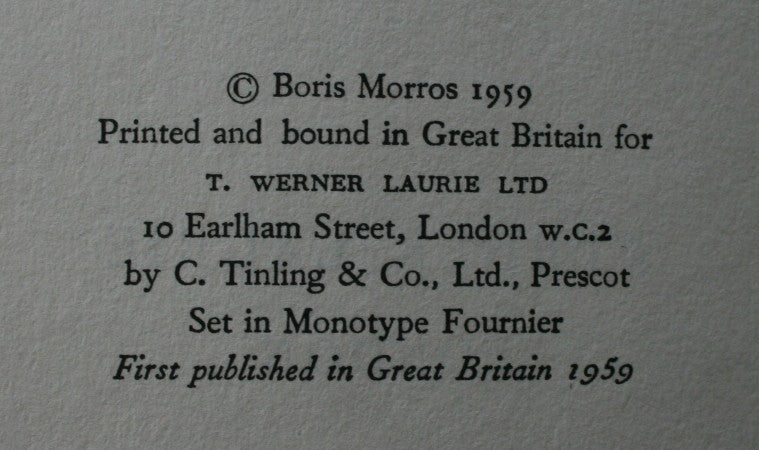 © Boris Morros 1959
Printed and bound in Great Britain for
T. WERNER LAURIE LTD
10 Earlham Street, London W.C.2
by C. Tinling & Co., Ltd., Prescot
Set in Monotype Fournier
First published in Great Britain 1959